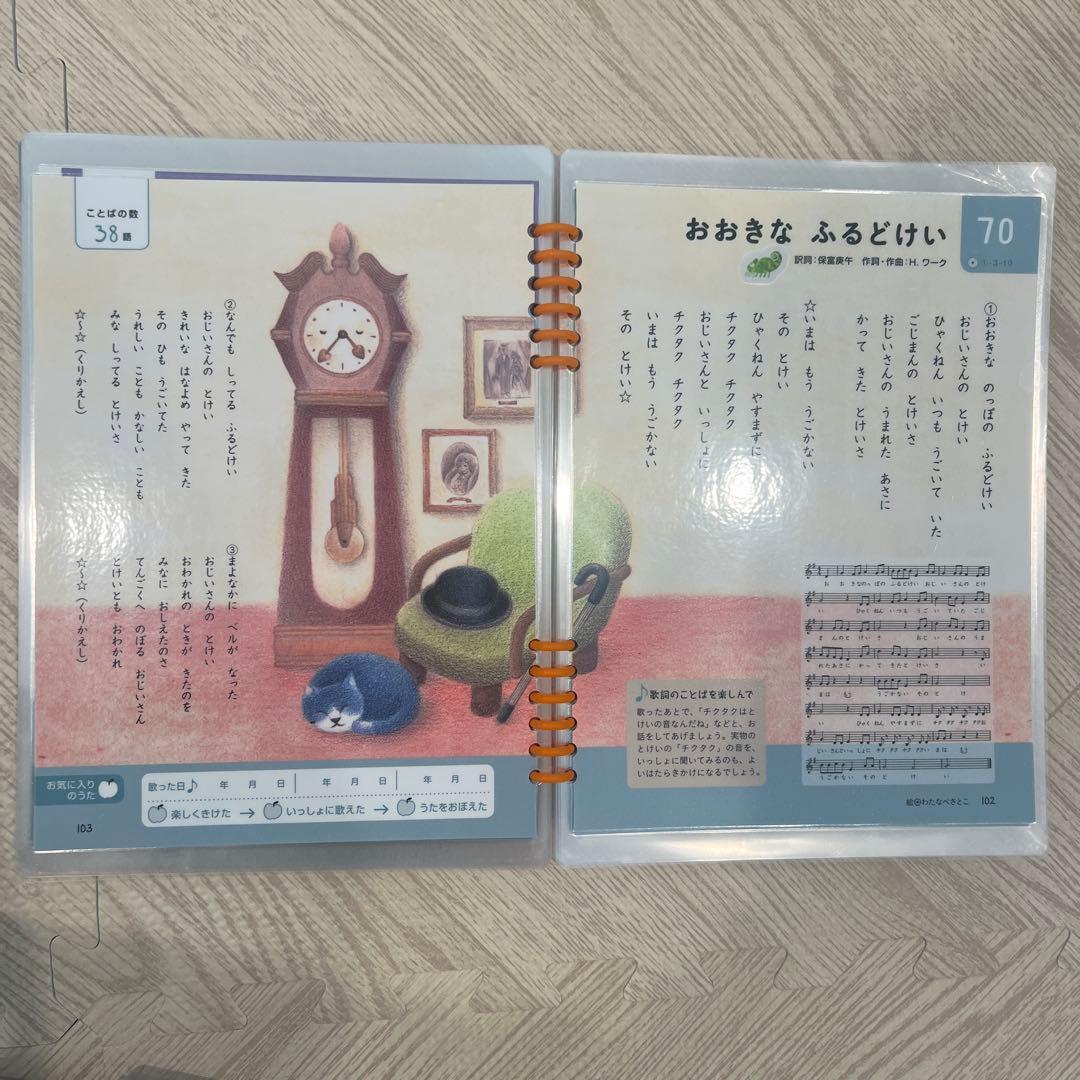 おおきな ふるどけい
訳詞:保富庚午 作詞・作曲:H. ワーク
70
①-3-19
①おおきな のっぽの ふるどけい
おじいさんの とけい
ひゃくねん いつも うごいて いた
ごじまんの とけいさ
おじいさんの うまれた あさに
かって きた とけいさ
☆いまは もう うごかない
その とけい
ひゃくねん やすまずに
チクタク チクタク
おじいさんと いっしょに
チクタク チクタク
いまは もう うごかない
その とけい☆
♪歌詞のことばを楽しんで
歌ったあとで、「チクタクはと
けいの音なんだね」などと、お
話をしてあげましょう。実物の
とけいの「チクタク」の音を、
いっしょに聞いてみるのも、よ
いはたらきかけになるでしょう。
絵●わたなべさとこ 102
ことばの数
38語
②なんでも しってる ふるどけい
おじいさんの とけい
きれいな はなよめ やって きた
その ひも うごいてた
うれしい ことも かなしい ことも
みな しってる とけいさ
☆〜☆(くりかえし)
③まよなかに ベルが なった
おじいさんの とけい
おわかれの ときが きたのを
みなに おしえたのさ
てんごくへ のぼる おじいさん
とけいとも おわかれ
☆〜☆(くりかえし)
お気に入り
のうた
歌った日♪ 年 月 日 年 月 日 年 月 日
楽しくきけた → いっしょに歌えた → うたをおぼえた
103